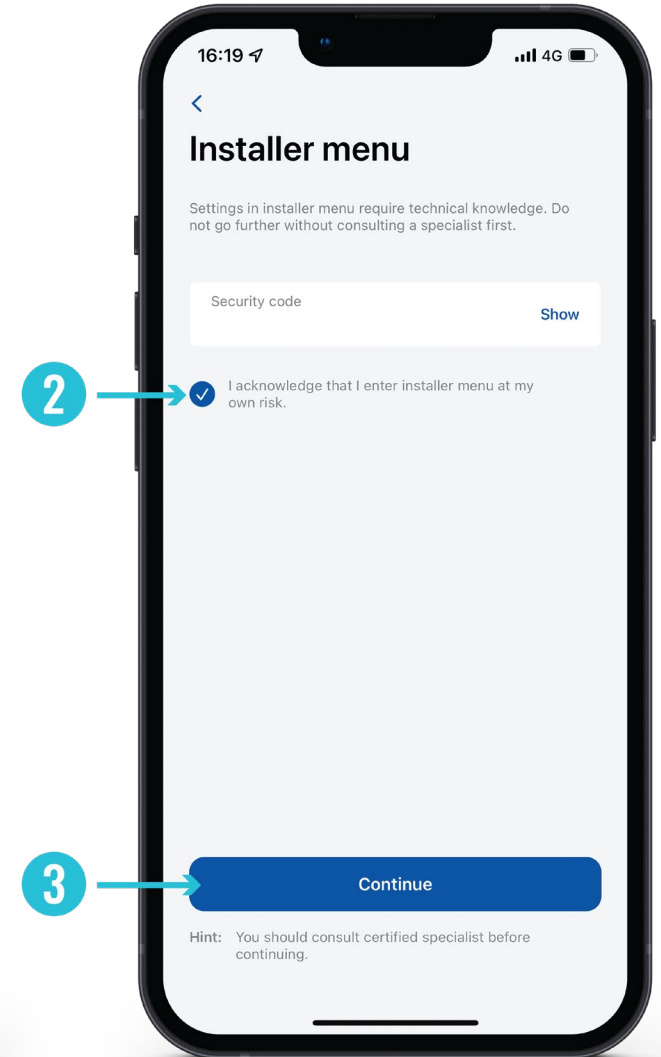 16:19
4G
Installer menu
Settings in installer menu require technical knowledge. Do
not go further without consulting a specialist first.
Security code
Show
2
I acknowledge that I enter installer menu at my
own risk.
3
Continue
Hint: You should consult certified specialist before
continuing.